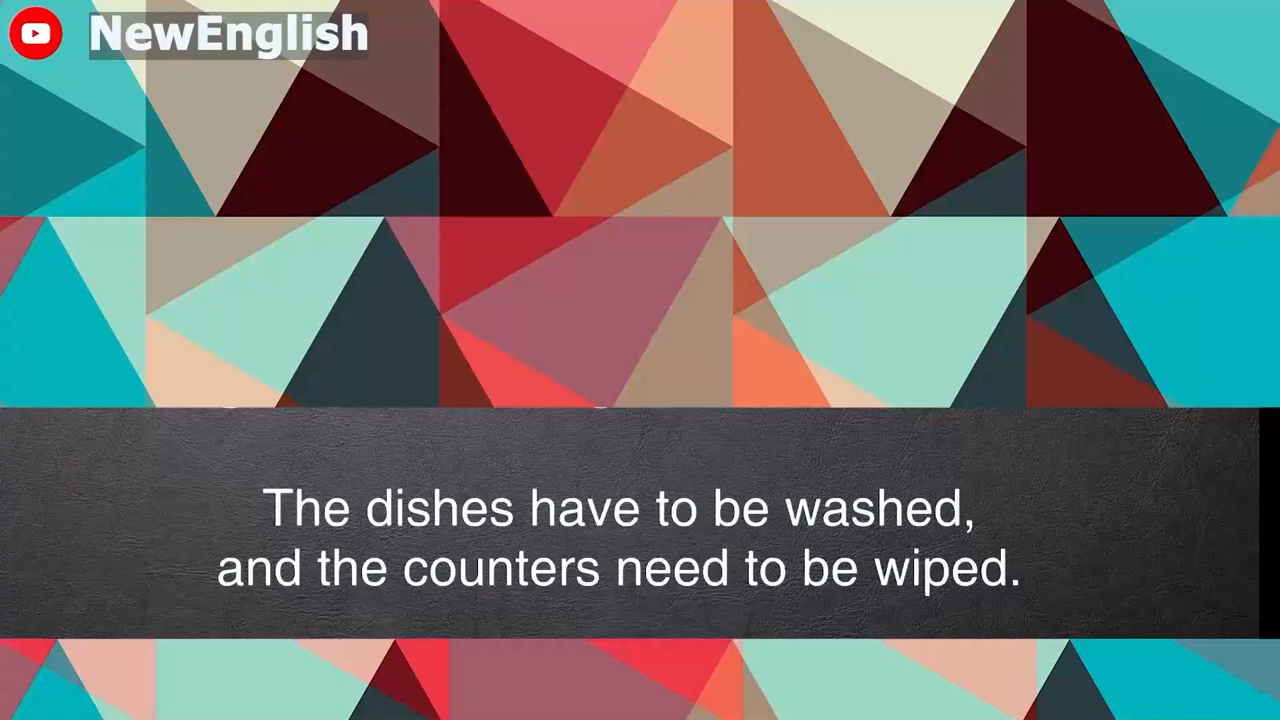 NewEnglish
The dishes have to be washed,
and the counters need to be wiped.